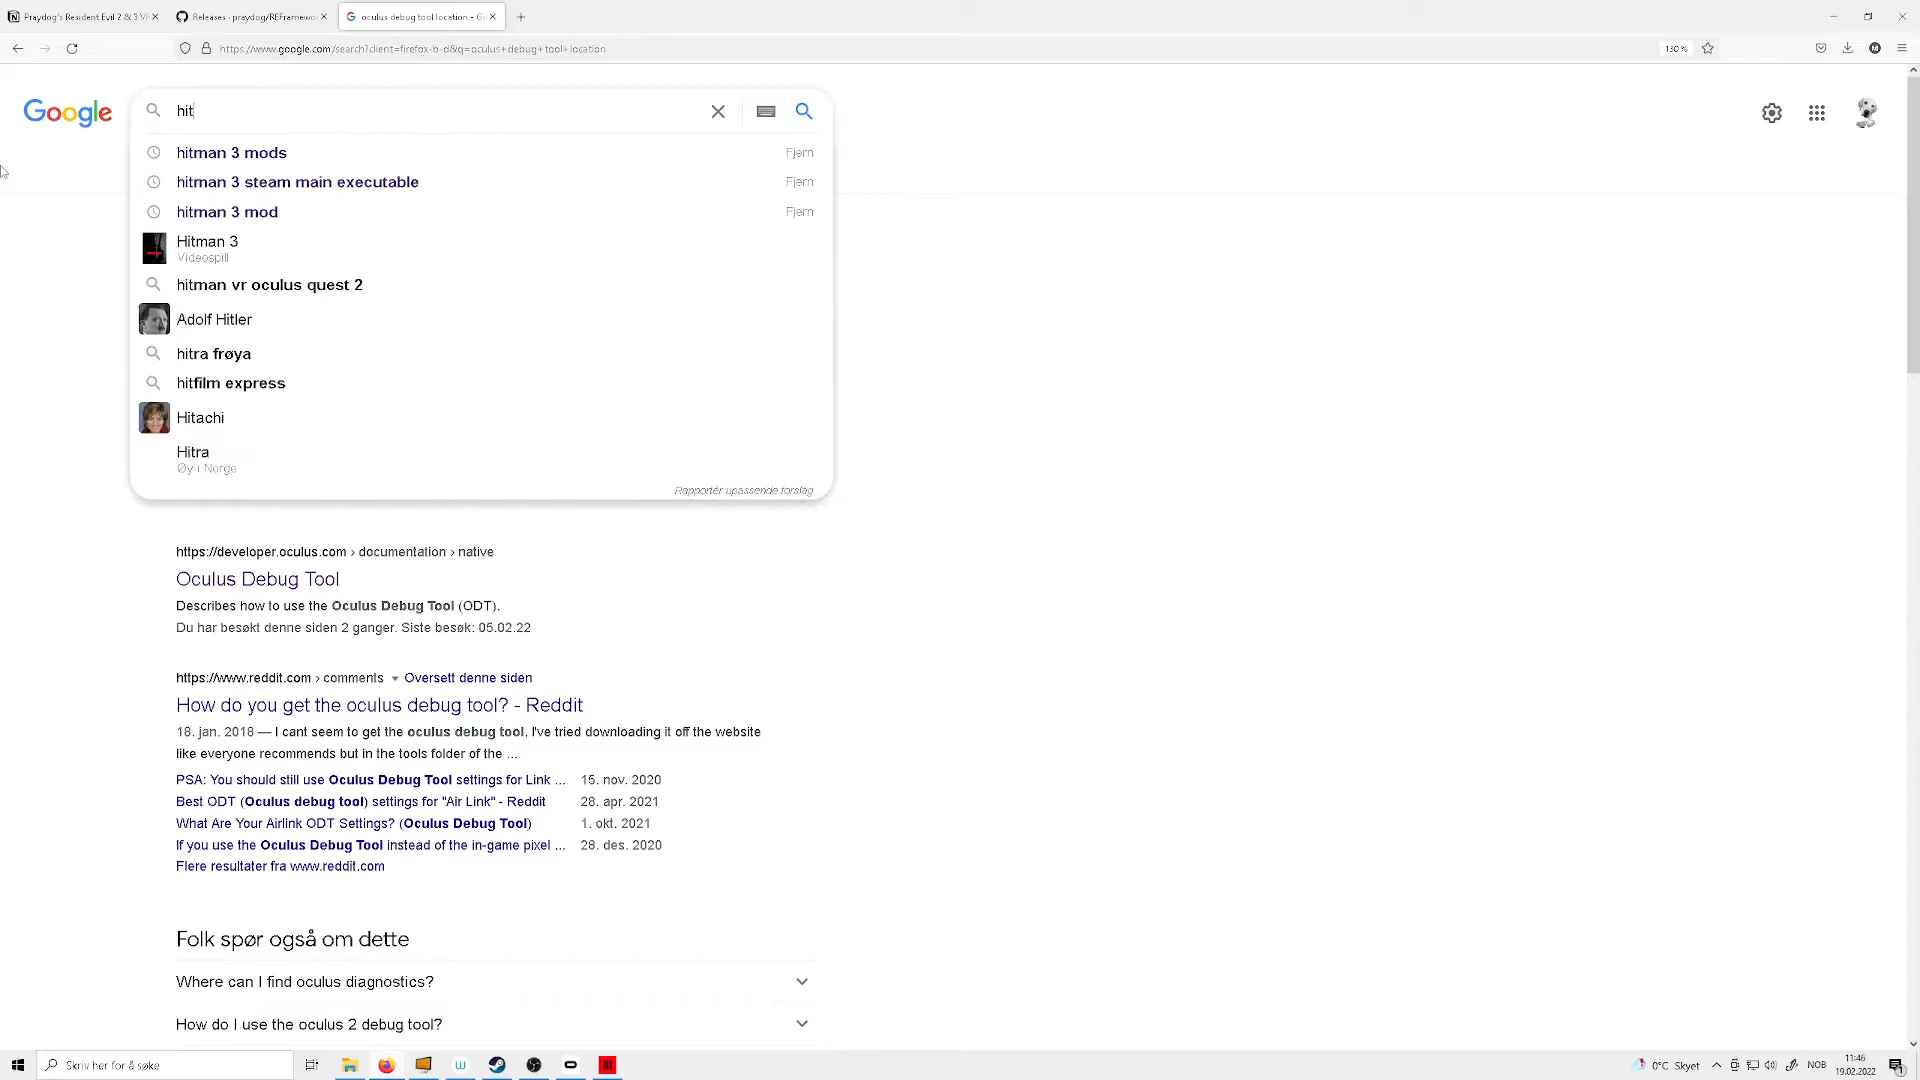 Praydog's Resident Evil 2 & 3 VF
Releases · praydog/REFramewo
oculus debug tool location - Go
https://www.google.com/search?client=firefox-b-d&q=oculus+debug+tool+location
130 %
Google
hit
hitman 3 mods Fjern
hitman 3 steam main executable Fjern
hitman 3 mod Fjern
Hitman 3
Videospill
hitman vr oculus quest 2
Adolf Hitler
hitra frøya
hitfilm express
Hitachi
Hitra
Øy i Norge
Rapportér upassende forslag
https://developer.oculus.com › documentation › native
Oculus Debug Tool
Describes how to use the Oculus Debug Tool (ODT).
Du har besøkt denne siden 2 ganger. Siste besøk: 05.02.22
https://www.reddit.com › comments Oversett denne siden
How do you get the oculus debug tool? - Reddit
18. jan. 2018 — I cant seem to get the oculus debug tool, I've tried downloading it off the website
like everyone recommends but in the tools folder of the ...
PSA: You should still use Oculus Debug Tool settings for Link ... 15. nov. 2020
Best ODT (Oculus debug tool) settings for "Air Link" - Reddit 28. apr. 2021
What Are Your Airlink ODT Settings? (Oculus Debug Tool) 1. okt. 2021
If you use the Oculus Debug Tool instead of the in-game pixel ... 28. des. 2020
Flere resultater fra www.reddit.com
Folk spør også om dette
Where can I find oculus diagnostics?
How do I use the oculus 2 debug tool?
Skriv her for å søke
0°C Skyet
NOB
11:46
19.02.2022